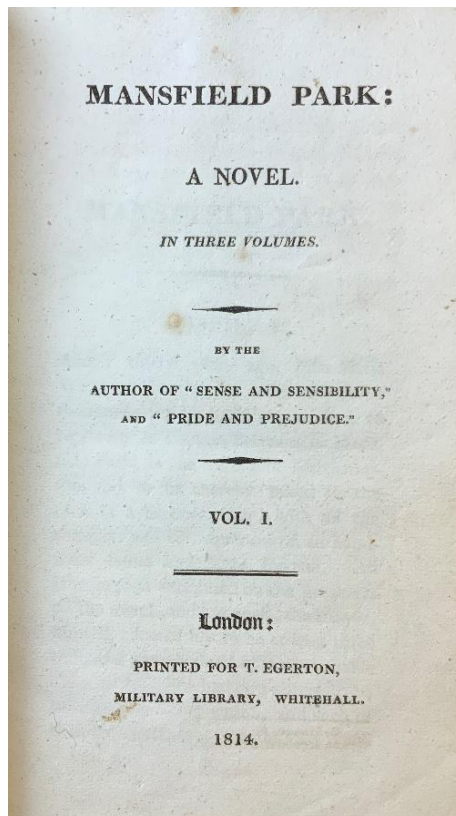 MANSFIELD PARK:
A NOVEL.
IN THREE VOLUMES.
BY THE
AUTHOR OF “ SENSE AND SENSIBILITY,”
AND “ PRIDE AND PREJUDICE.”
VOL. I.
London:
PRINTED FOR T. EGERTON,
MILITARY LIBRARY, WHITEHALL.
1814.